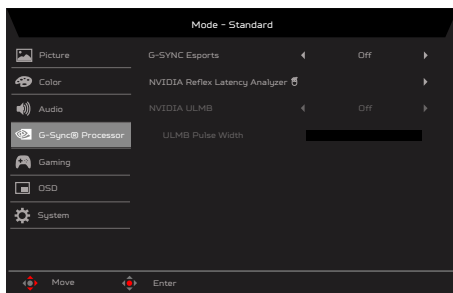 Mode - Standard
Picture
G-SYNC Esports Off
Color
NVIDIA Reflex Latency Analyzer
Audio
NVIDIA ULMB Off
G-Sync® Processor
ULMB Pulse Width
Gaming
OSD
System
Move Enter